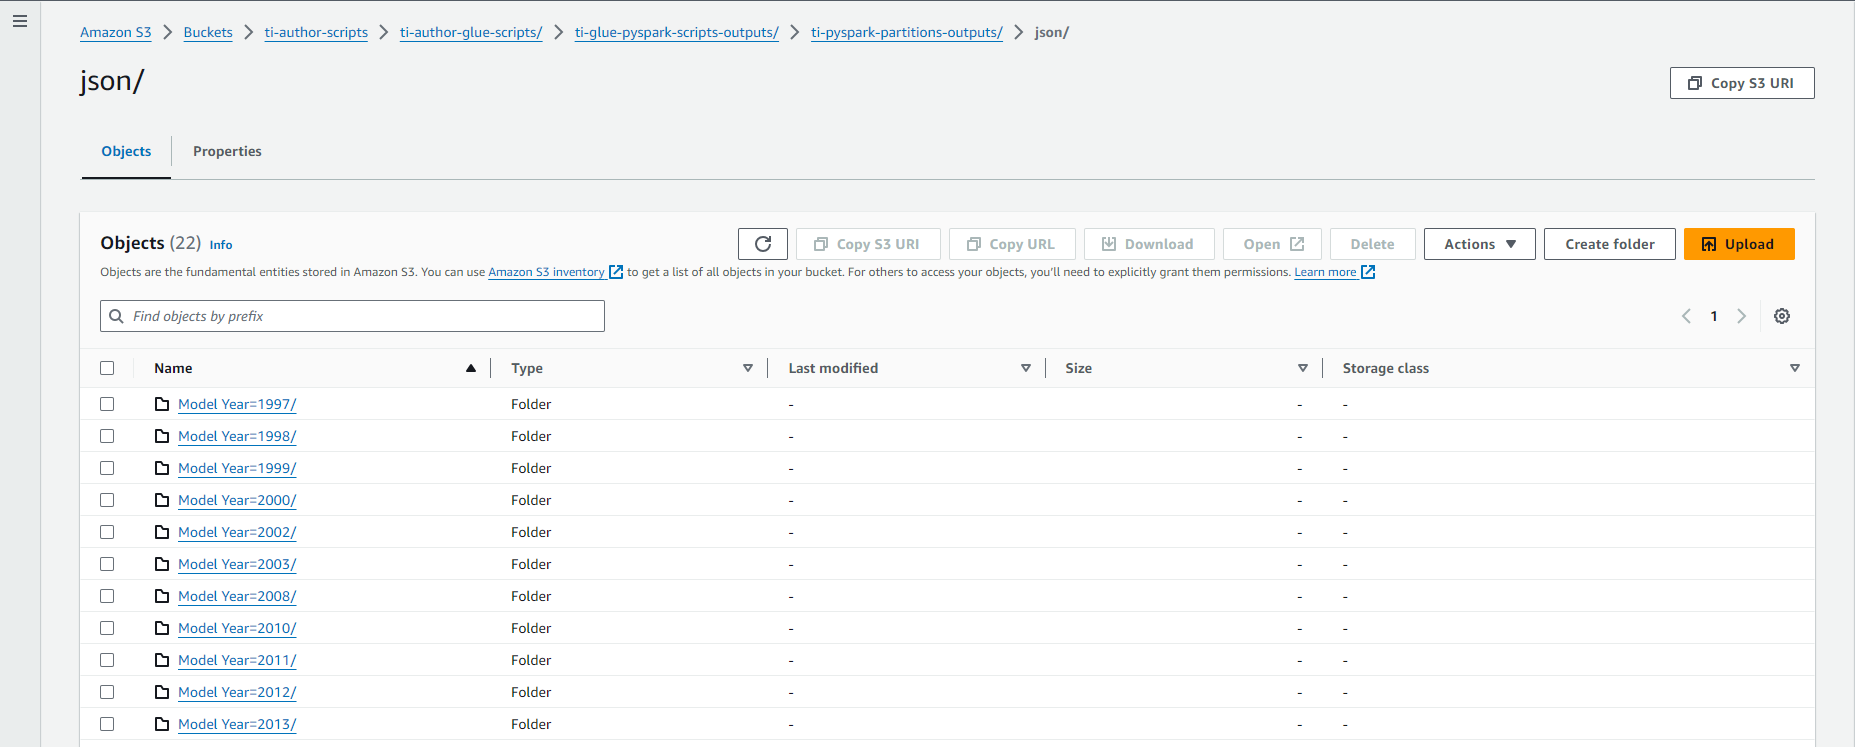 Amazon S3 > Buckets > ti-author-scripts > ti-author-glue-scripts/ > ti-glue-pyspark-scripts-outputs/ > ti-pyspark-partitions-outputs/ > json/
json/
Copy S3 URI
Objects Properties
Objects (22) Info
Copy S3 URI Copy URL Download Open Delete Actions Create folder Upload
Objects are the fundamental entities stored in Amazon S3. You can use Amazon S3 inventory to get a list of all objects in your bucket. For others to access your objects, you'll need to explicitly grant them permissions. Learn more
Find objects by prefix
1
Name Type Last modified Size Storage class
Model Year=1997/ Folder - - -
Model Year=1998/ Folder - - -
Model Year=1999/ Folder - - -
Model Year=2000/ Folder - - -
Model Year=2002/ Folder - - -
Model Year=2003/ Folder - - -
Model Year=2008/ Folder - - -
Model Year=2010/ Folder - - -
Model Year=2011/ Folder - - -
Model Year=2012/ Folder - - -
Model Year=2013/ Folder - - -